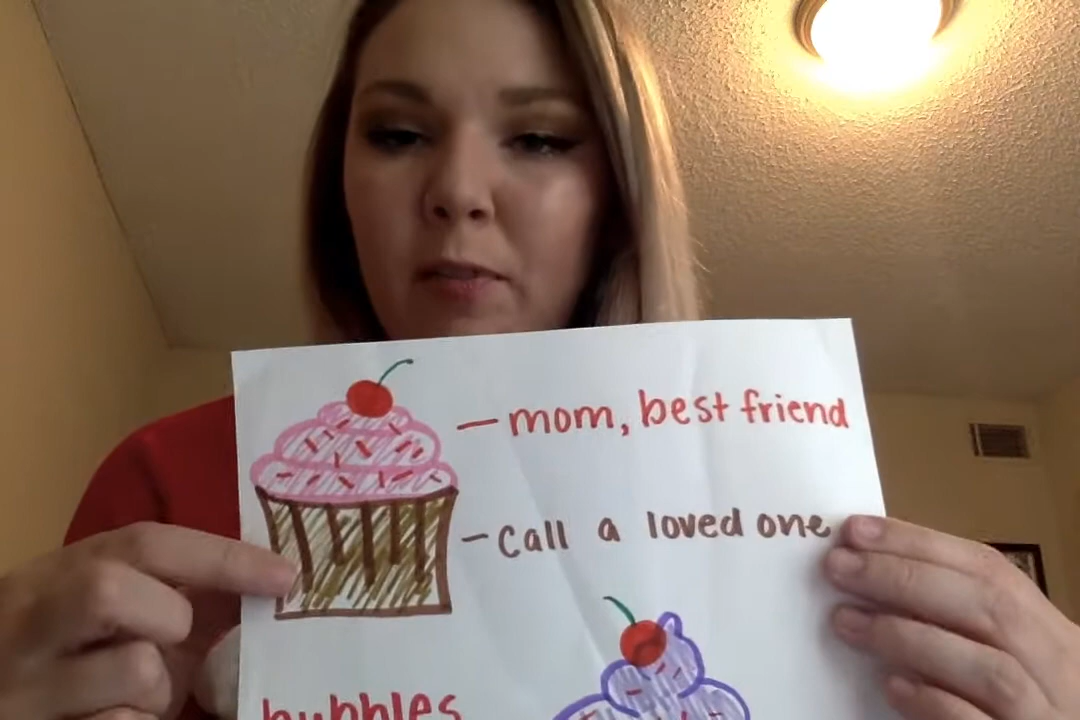 — mom, best friend
— call a loved one
bubbles